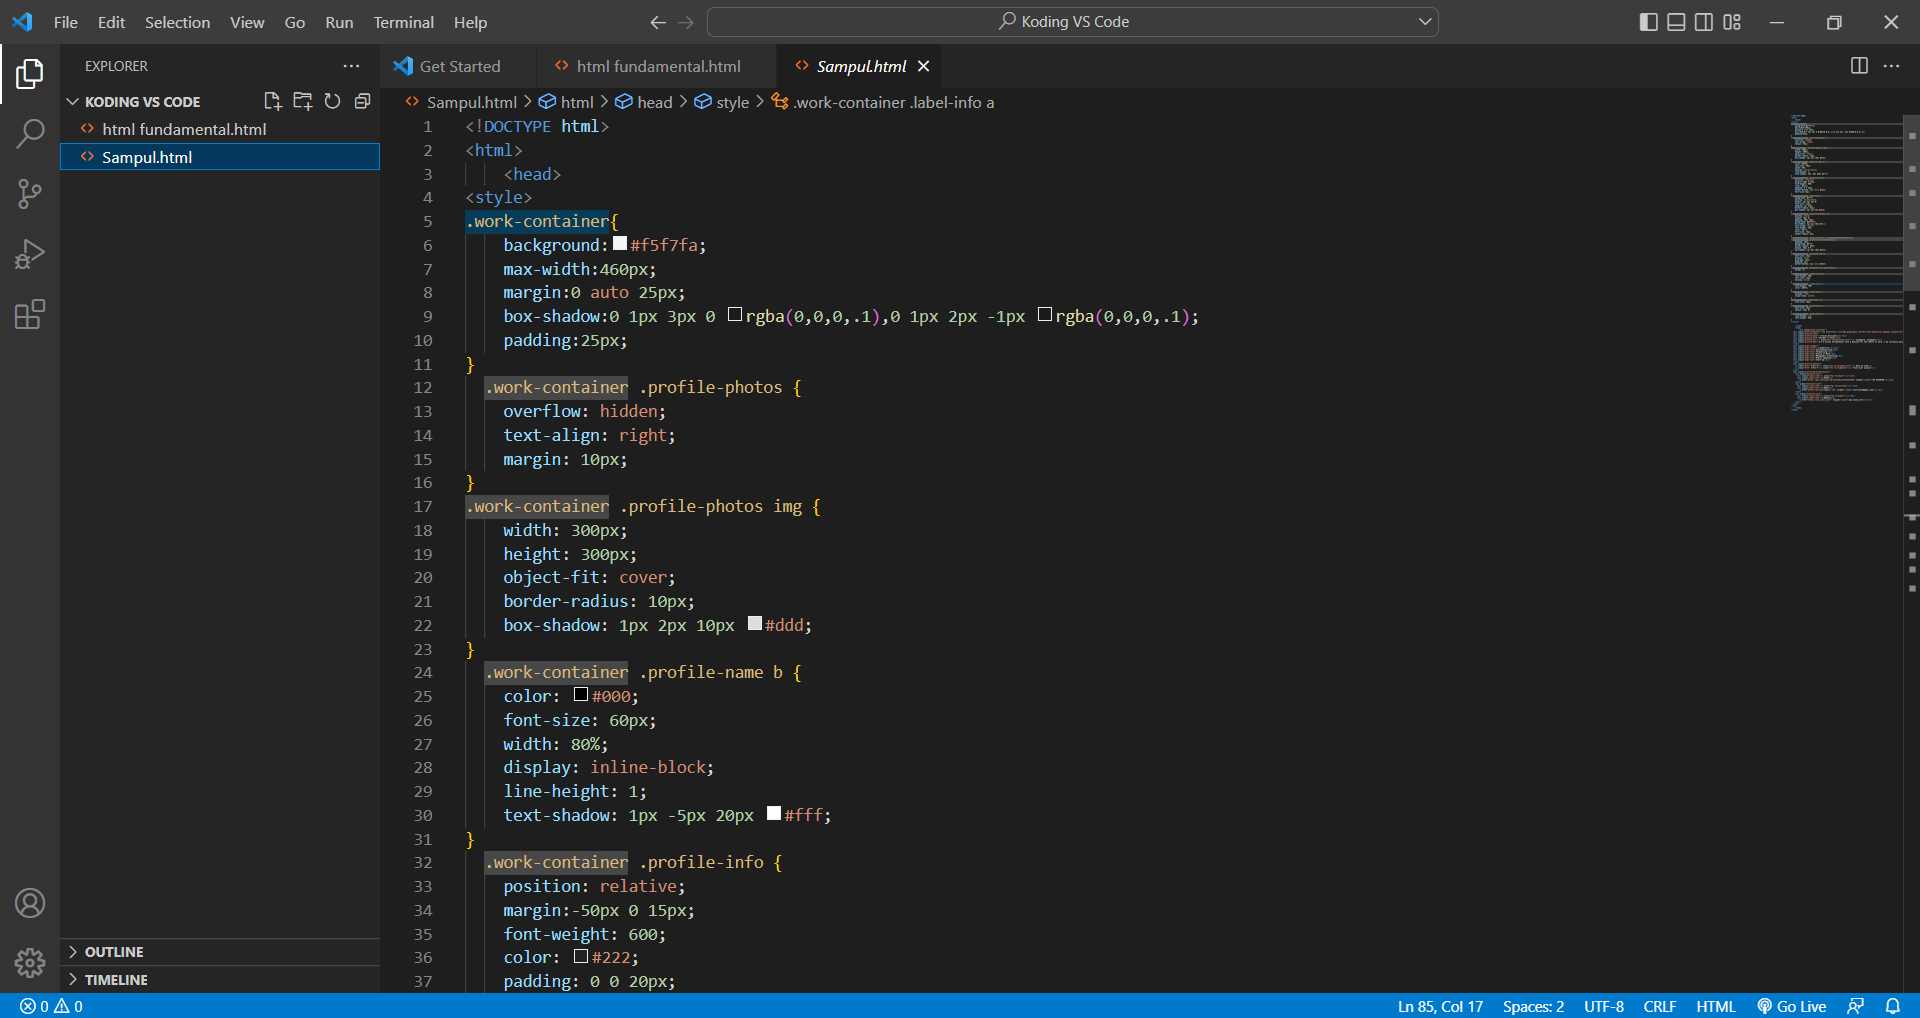 File Edit Selection View Go Run Terminal Help
Koding VS Code
EXPLORER
KODING VS CODE
html fundamental.html
Sampul.html
OUTLINE
TIMELINE
Get Started
html fundamental.html
Sampul.html
Sampul.html > html > head > style > .work-container .label-info a
1 <!DOCTYPE html>
2 <html>
3 <head>
4 <style>
5 .work-container{
6 background: #f5f7fa;
7 max-width:460px;
8 margin:0 auto 25px;
9 box-shadow:0 1px 3px 0 rgba(0,0,0,.1),0 1px 2px -1px rgba(0,0,0,.1);
10 padding:25px;
11 }
12 .work-container .profile-photos {
13 overflow: hidden;
14 text-align: right;
15 margin: 10px;
16 }
17 .work-container .profile-photos img {
18 width: 300px;
19 height: 300px;
20 object-fit: cover;
21 border-radius: 10px;
22 box-shadow: 1px 2px 10px #ddd;
23 }
24 .work-container .profile-name b {
25 color: #000;
26 font-size: 60px;
27 width: 80%;
28 display: inline-block;
29 line-height: 1;
30 text-shadow: 1px -5px 20px #fff;
31 }
32 .work-container .profile-info {
33 position: relative;
34 margin:-50px 0 15px;
35 font-weight: 600;
36 color: #222;
37 padding: 0 0 20px;
0 0
Ln 85, Col 17 Spaces: 2 UTF-8 CRLF HTML Go Live